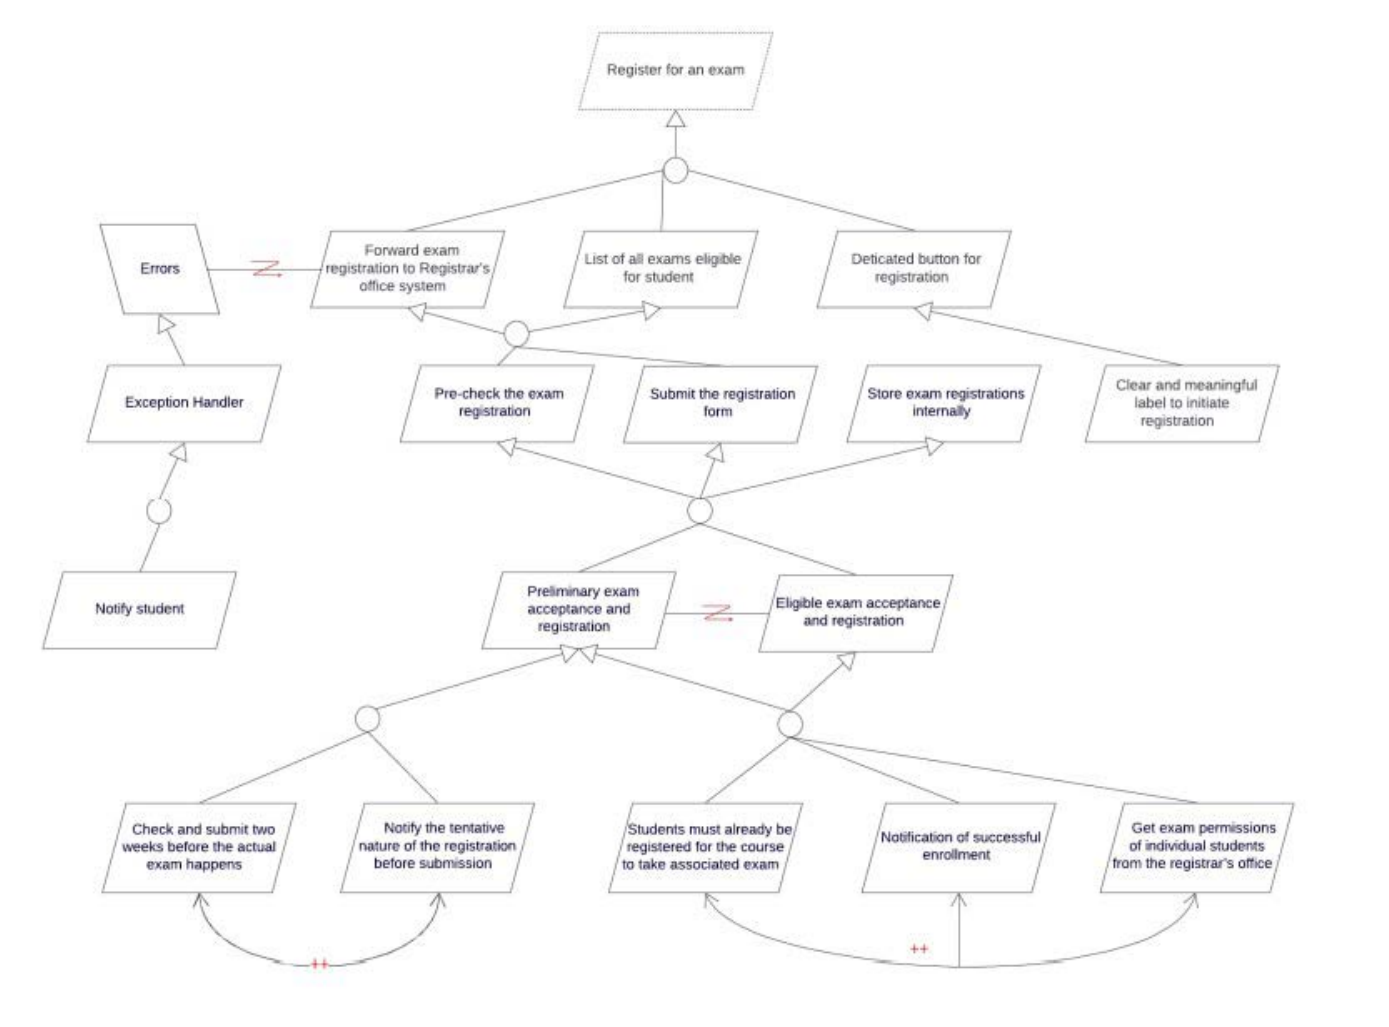 Register for an exam
Errors
Forward exam
registration to Registrar's
office system
List of all exams eligible
for student
Deticated button for
registration
Exception Handler
Pre-check the exam
registration
Submit the registration
form
Store exam registrations
internally
Clear and meaningful
label to initiate
registration
Notify student
Preliminary exam
acceptance and
registration
Eligible exam acceptance
and registration
Check and submit two
weeks before the actual
exam happens
Notify the tentative
nature of the registration
before submission
Students must already be
registered for the course
to take associated exam
Notification of successful
enrollment
Get exam permissions
of individual students
from the registrar's office
++
++